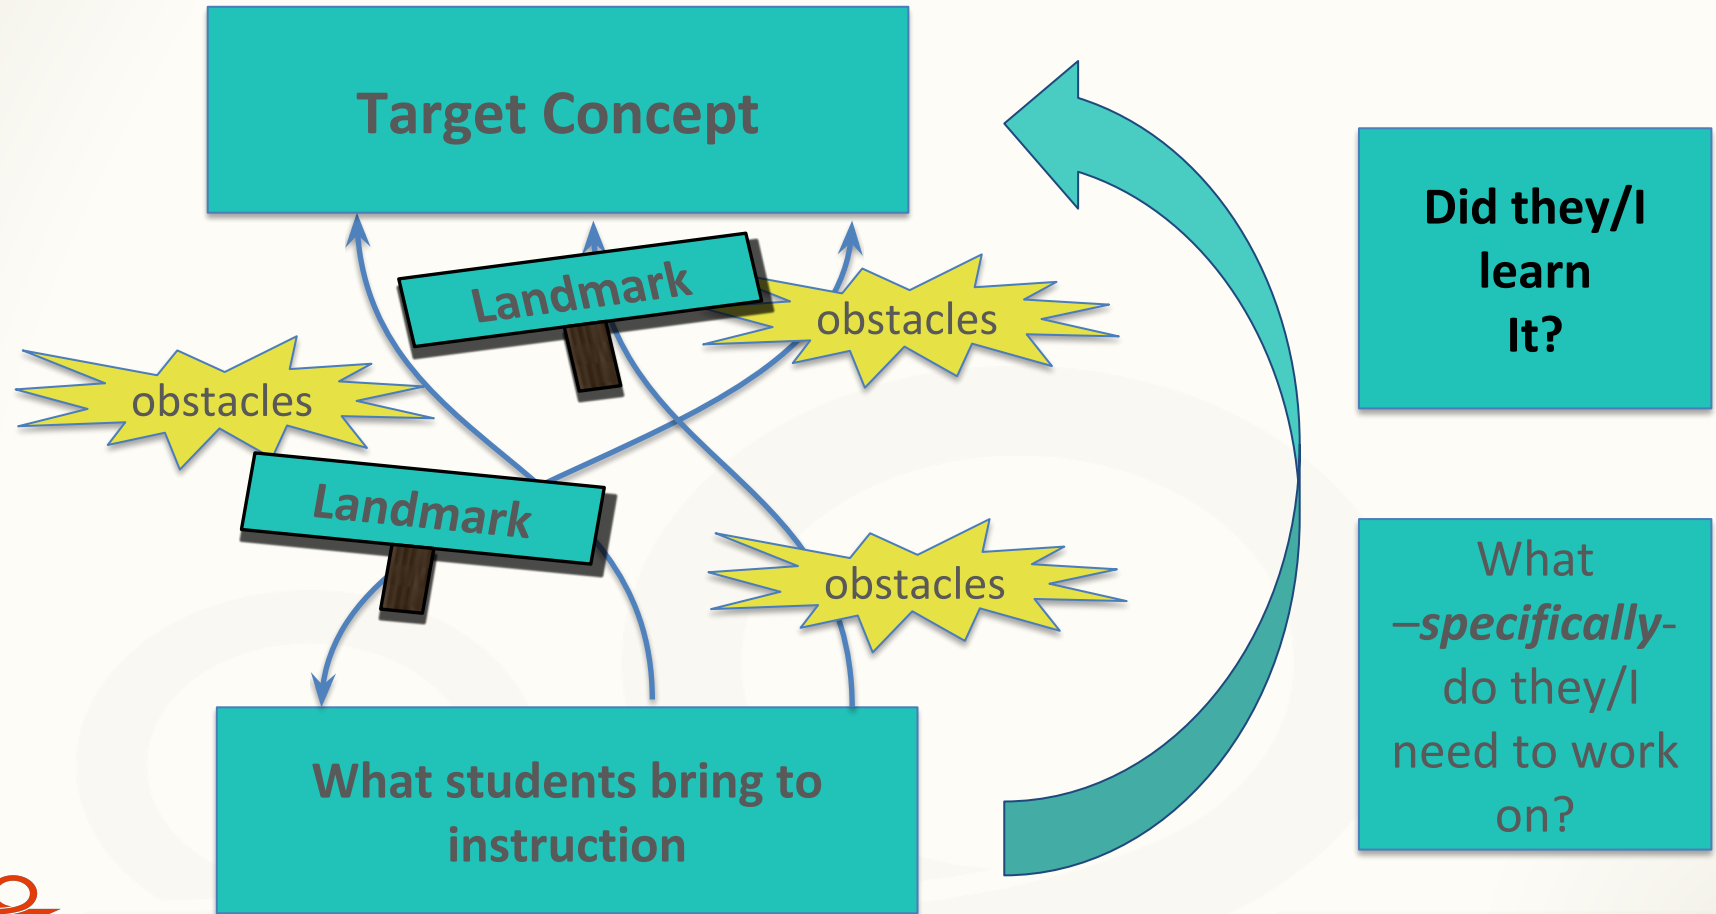 Target Concept
Landmark
obstacles
obstacles
Landmark
obstacles
What students bring to
instruction
Did they/I
learn
It?
What
–specifically-
do they/I
need to work
on?